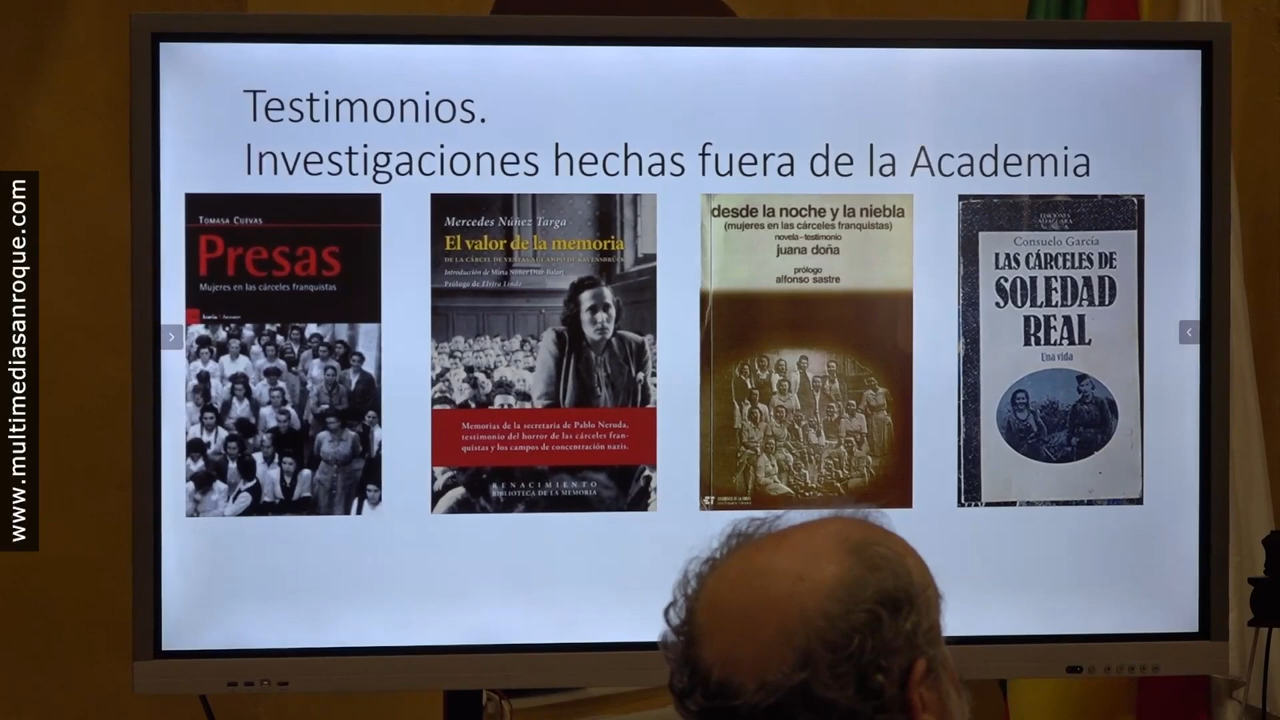 Testimonios.
Investigaciones hechas fuera de la Academia
TOMASA CUEVAS
Presas
Mujeres en las cárceles franquistas
Mercedes Núñez Targa
El valor de la memoria
DE LA CÁRCEL DE VENTAS AL CAMPO DE RAVENSBRÜCK
Introducción de Mirta Núñez Díaz-Balart
Prólogo de Elvira Lindo
Memorias de la secretaria de Pablo Neruda,
testimonio del horror de las cárceles fran-
quistas y los campos de concentración nazis.
RENACIMIENTO
BIBLIOTECA DE LA MEMORIA
desde la noche y la niebla
(mujeres en las cárceles franquistas)
novela-testimonio
juana doña
prólogo
alfonso sastre
EDICIONES
ALFAGUARA
Consuelo García
LAS CÁRCELES DE
SOLEDAD
REAL
Una vida
www.multimediasanroque.com